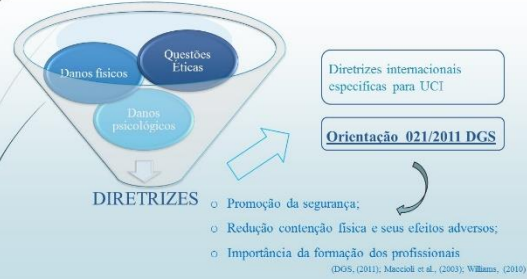 Danos físicos
Questões
Éticas
Danos
psicológicos
DIRETRIZES
Diretrizes internacionais
especificas para UCI
Orientação 021/2011 DGS
o Promoção da segurança;
o Redução contenção física e seus efeitos adversos;
o Importância da formação dos profissionais
(DGS, (2011); Maccioli et al., (2003); Williams, (2010)